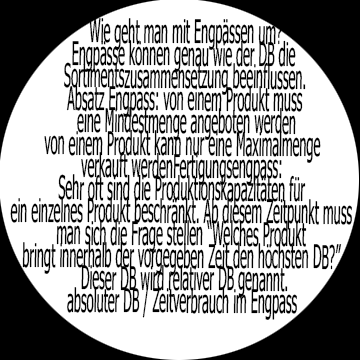 Wie geht man mit Engpässen um?
Engpässe können genau wie der DB die
Sortimentszusammensetzung beeinflussen.
Absatz Engpass: von einem Produkt muss
eine Mindestmenge angeboten werden
von einem Produkt kann nur eine Maximalmenge
verkauft werdenFertigungsengpass:
Sehr oft sind die Produktionskapazitäten für
ein einzelnes Produkt beschränkt. Ab diesem Zeitpunkt muss
man sich die Frage stellen "Welches Produkt
bringt innerhalb der vorgegeben Zeit den höchsten DB?"
Dieser DB wird relativer DB genannt.
absoluter DB / Zeitverbrauch im Engpass